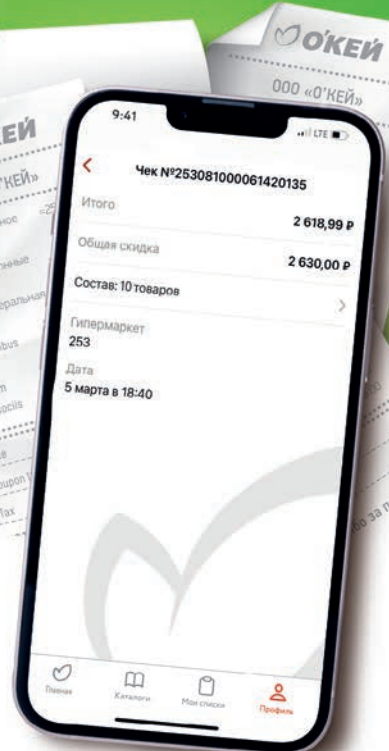 О'КЕЙ
ООО «О'КЕЙ»
ЕЙ
'КЕЙ»
9:41
LTE
Чек №253081000061420135
Итого
2 618,99 ₽
Общая скидка
2 630,00 ₽
Состав: 10 товаров
Гипермаркет
253
Дата
5 марта в 18:40
Главная
Каталоги
Мои списки
Профиль